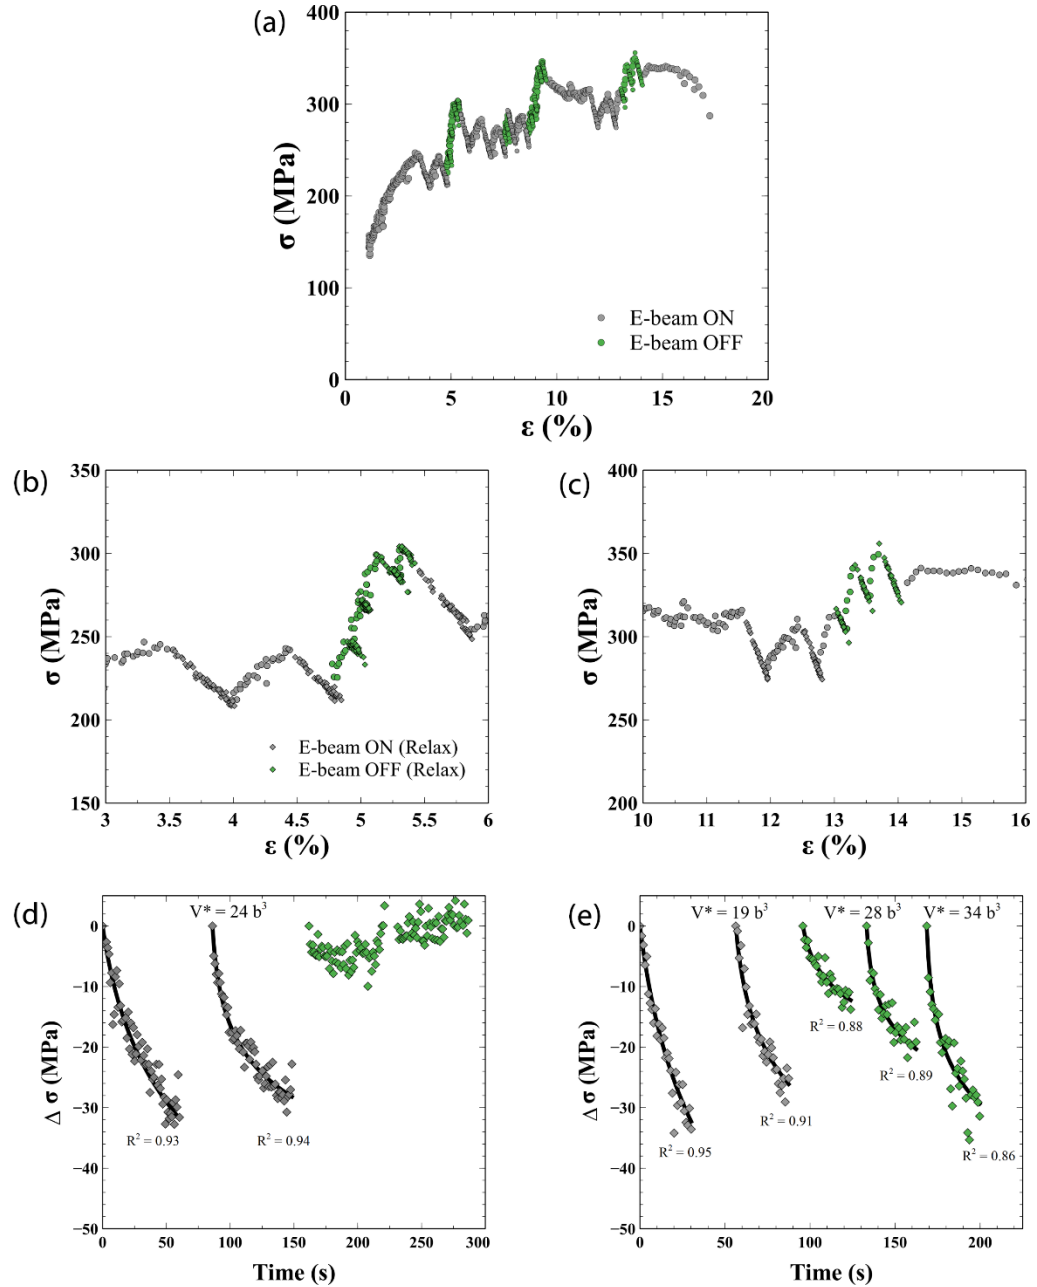 (a)
400
300
200
100
0
σ (MPa)
E-beam ON
E-beam OFF
0 5 10 15 20
ε (%)
(b)
350
300
250
200
150
σ (MPa)
E-beam ON (Relax)
E-beam OFF (Relax)
3 3.5 4 4.5 5 5.5 6
ε (%)
(c)
400
350
300
250
200
σ (MPa)
10 11 12 13 14 15 16
ε (%)
(d)
V* = 24 b³
0
−10
−20
−30
−40
−50
Δ σ (MPa)
R² = 0.93
R² = 0.94
0 50 100 150 200 250 300
Time (s)
(e)
V* = 19 b³ V* = 28 b³ V* = 34 b³
0
−10
−20
−30
−40
−50
Δ σ (MPa)
R² = 0.88
R² = 0.89
R² = 0.91
R² = 0.95
R² = 0.86
0 50 100 150 200
Time (s)